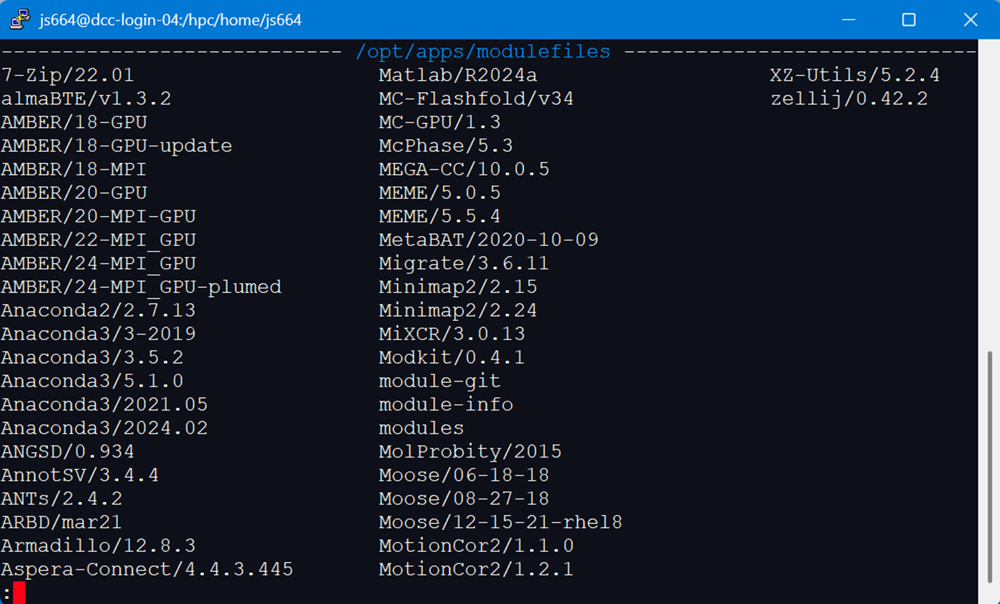 js664@dcc-login-04:/hpc/home/js664
---------------------------- /opt/apps/modulefiles -----------------------------
7-Zip/22.01 Matlab/R2024a XZ-Utils/5.2.4
almaBTE/v1.3.2 MC-Flashfold/v34 zellij/0.42.2
AMBER/18-GPU MC-GPU/1.3
AMBER/18-GPU-update McPhase/5.3
AMBER/18-MPI MEGA-CC/10.0.5
AMBER/20-GPU MEME/5.0.5
AMBER/20-MPI-GPU MEME/5.5.4
AMBER/22-MPI_GPU MetaBAT/2020-10-09
AMBER/24-MPI_GPU Migrate/3.6.11
AMBER/24-MPI_GPU-plumed Minimap2/2.15
Anaconda2/2.7.13 Minimap2/2.24
Anaconda3/3-2019 MiXCR/3.0.13
Anaconda3/3.5.2 Modkit/0.4.1
Anaconda3/5.1.0 module-git
Anaconda3/2021.05 module-info
Anaconda3/2024.02 modules
ANGSD/0.934 MolProbity/2015
AnnotSV/3.4.4 Moose/06-18-18
ANTs/2.4.2 Moose/08-27-18
ARBD/mar21 Moose/12-15-21-rhel8
Armadillo/12.8.3 MotionCor2/1.1.0
Aspera-Connect/4.4.3.445 MotionCor2/1.2.1
: